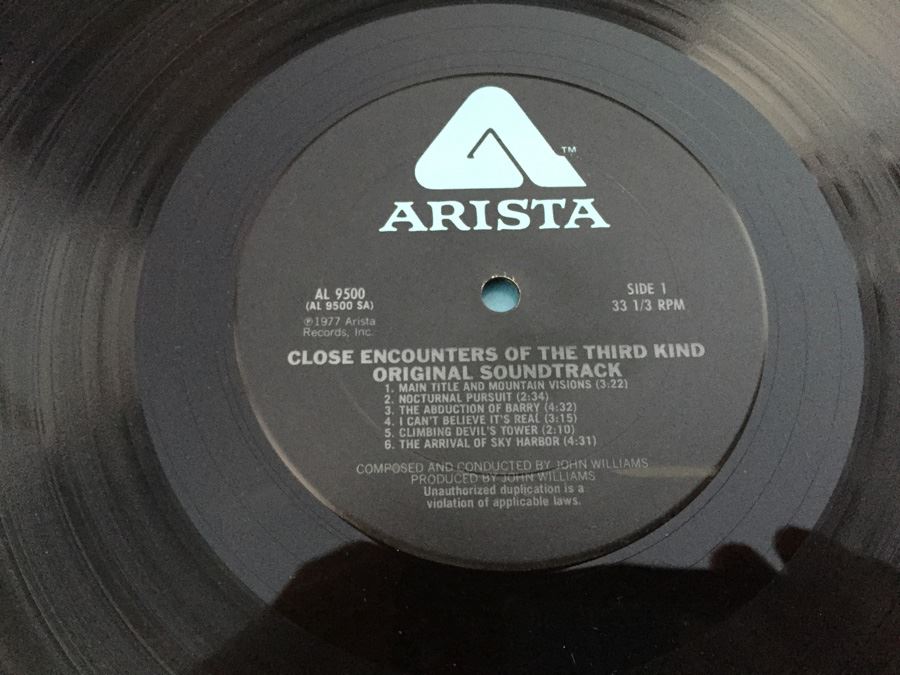 ™
ARISTA
AL 9500
(AL 9500 SA)
℗1977 Arista
Records, Inc.
SIDE 1
33 1/3 RPM
CLOSE ENCOUNTERS OF THE THIRD KIND
ORIGINAL SOUNDTRACK
1. MAIN TITLE AND MOUNTAIN VISIONS (3:22)
2. NOCTURNAL PURSUIT (2:34)
3. THE ABDUCTION OF BARRY (4:32)
4. I CAN'T BELIEVE IT'S REAL (3:15)
5. CLIMBING DEVIL'S TOWER (2:10)
6. THE ARRIVAL OF SKY HARBOR (4:31)
COMPOSED AND CONDUCTED BY JOHN WILLIAMS
PRODUCED BY JOHN WILLIAMS
Unauthorized duplication is a
violation of applicable laws.